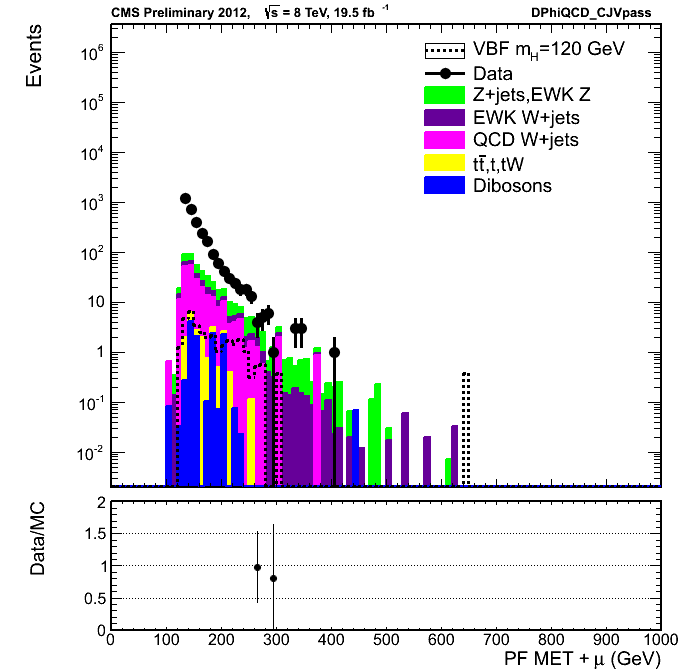 CMS Preliminary 2012, √s = 8 TeV, 19.5 fb⁻¹ DPhiQCD_CJVpass
Events
10⁶
10⁵
10⁴
10³
10²
10
1
10⁻¹
10⁻²
VBF m_H=120 GeV
Data
Z+jets,EWK Z
EWK W+jets
QCD W+jets
tt̄,t,tW
Dibosons
Data/MC
2
1.5
1
0.5
0
0 100 200 300 400 500 600 700 800 900 1000
PF MET + μ (GeV)